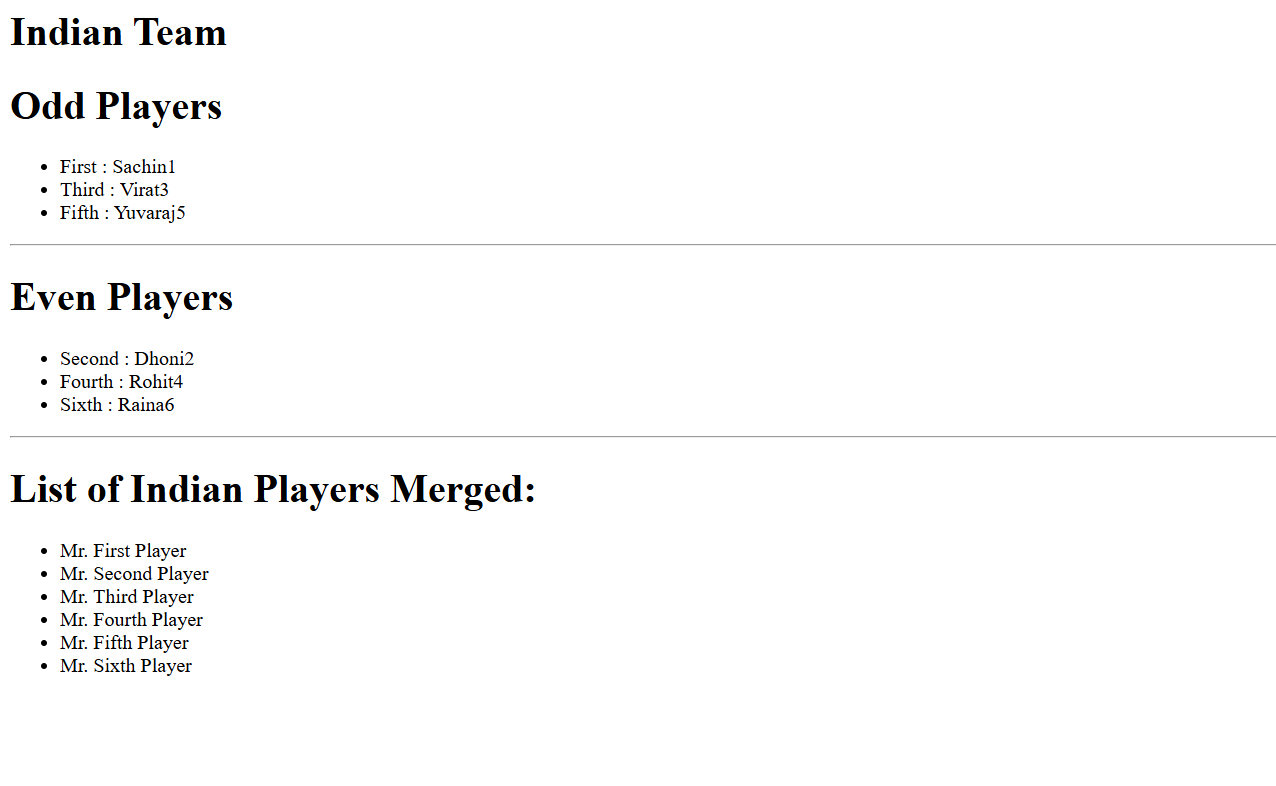 Indian Team
Odd Players
First : Sachin1
Third : Virat3
Fifth : Yuvaraj5
Even Players
Second : Dhoni2
Fourth : Rohit4
Sixth : Raina6
List of Indian Players Merged:
Mr. First Player
Mr. Second Player
Mr. Third Player
Mr. Fourth Player
Mr. Fifth Player
Mr. Sixth Player